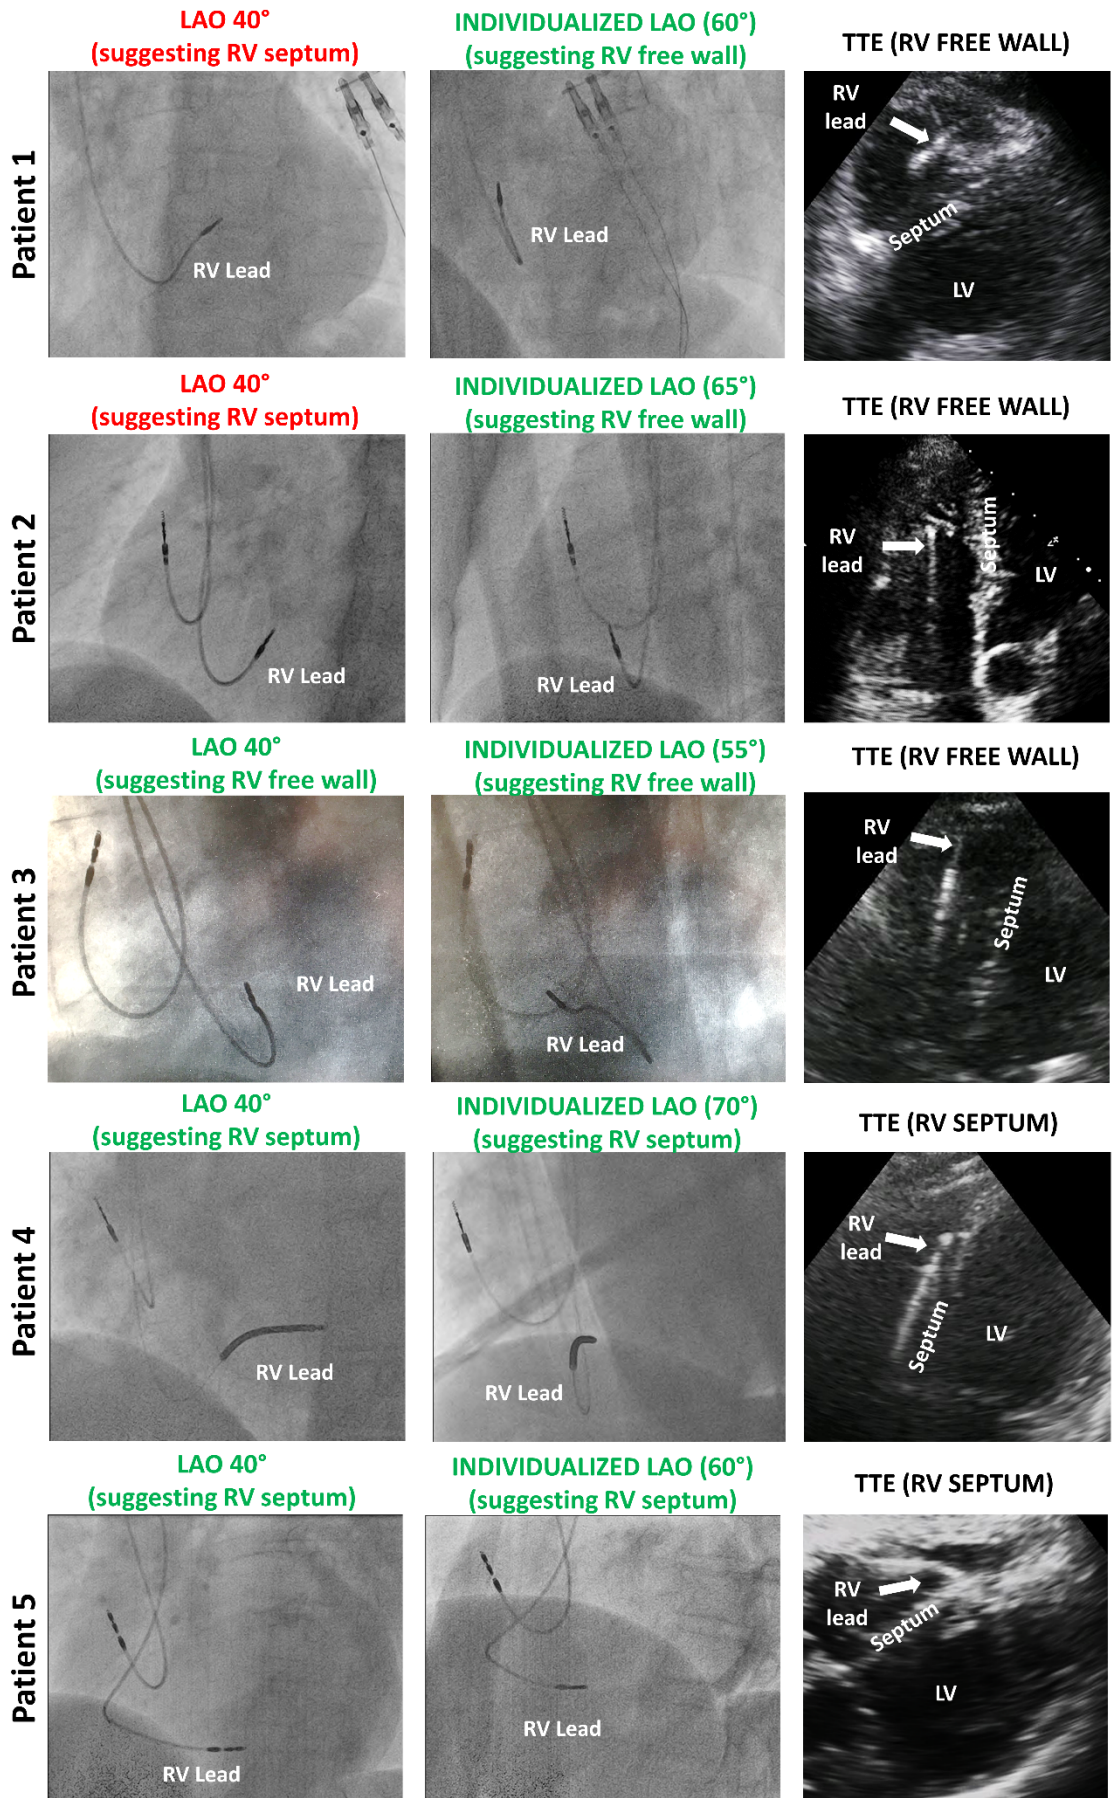 LAO 40°
(suggesting RV septum)
INDIVIDUALIZED LAO (60°)
(suggesting RV free wall)
TTE (RV FREE WALL)
Patient 1
RV Lead
RV Lead
RV
lead
Septum
LV
LAO 40°
(suggesting RV septum)
INDIVIDUALIZED LAO (65°)
(suggesting RV free wall)
TTE (RV FREE WALL)
Patient 2
RV Lead
RV Lead
RV
lead
Septum
LV
LAO 40°
(suggesting RV free wall)
INDIVIDUALIZED LAO (55°)
(suggesting RV free wall)
TTE (RV FREE WALL)
Patient 3
RV Lead
RV Lead
RV
lead
Septum
LV
LAO 40°
(suggesting RV septum)
INDIVIDUALIZED LAO (70°)
(suggesting RV septum)
TTE (RV SEPTUM)
Patient 4
RV Lead
RV Lead
RV
lead
Septum
LV
LAO 40°
(suggesting RV septum)
INDIVIDUALIZED LAO (60°)
(suggesting RV septum)
TTE (RV SEPTUM)
Patient 5
RV Lead
RV Lead
RV
lead
Septum
LV